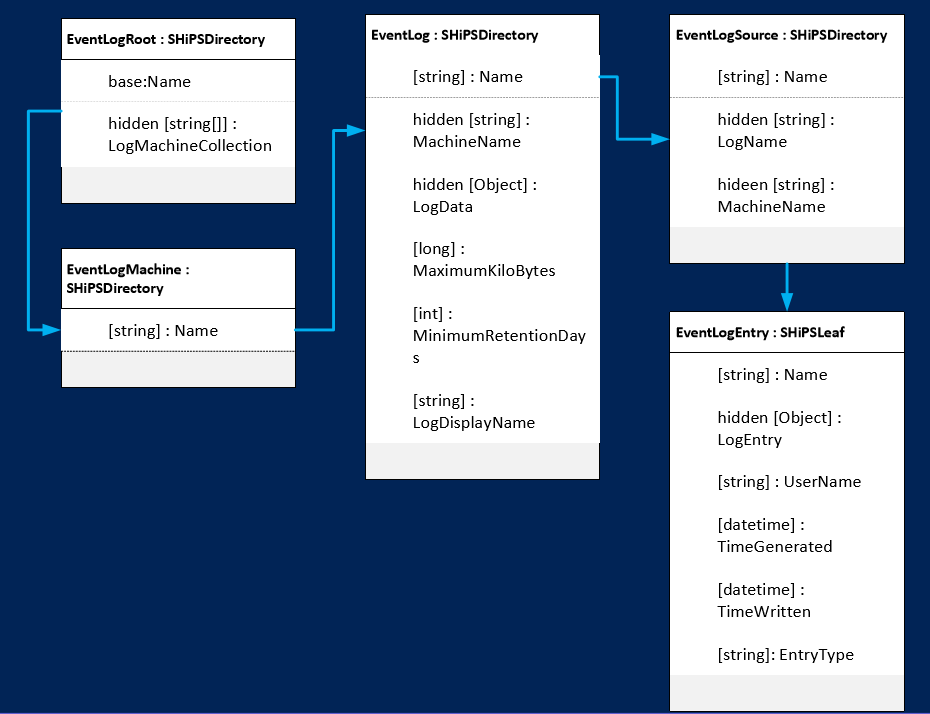 EventLogRoot : SHiPSDirectory
base:Name
hidden [string[]] :
LogMachineCollection
EventLogMachine :
SHiPSDirectory
[string] : Name
EventLog : SHiPSDirectory
[string] : Name
hidden [string] :
MachineName
hidden [Object] :
LogData
[long] :
MaximumKiloBytes
[int] :
MinimumRetentionDay
s
[string] :
LogDisplayName
EventLogSource : SHiPSDirectory
[string] : Name
hidden [string] :
LogName
hideen [string] :
MachineName
EventLogEntry : SHiPSLeaf
[string] : Name
hidden [Object] :
LogEntry
[string] : UserName
[datetime] :
TimeGenerated
[datetime] :
TimeWritten
[string]: EntryType